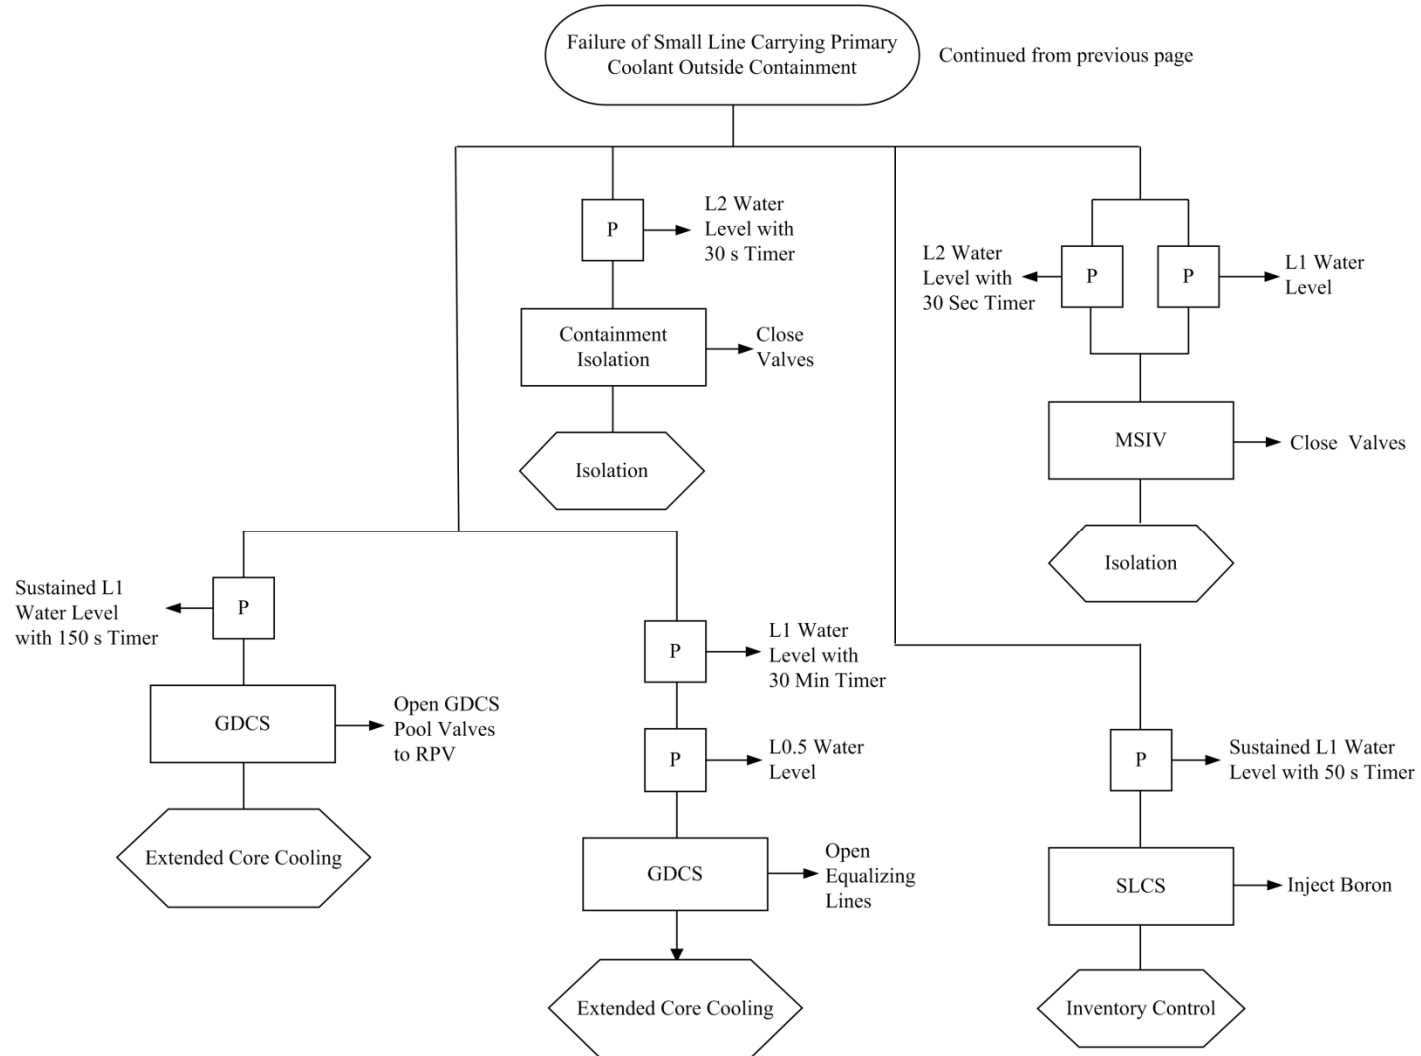 Failure of Small Line Carrying Primary
Coolant Outside Containment
Continued from previous page
P
L2 Water
Level with
30 s Timer
Containment
Isolation
Close
Valves
Isolation
L2 Water
Level with
30 Sec Timer
P
P
L1 Water
Level
MSIV
Close Valves
Isolation
Sustained L1
Water Level
with 150 s Timer
P
GDCS
Open GDCS
Pool Valves
to RPV
Extended Core Cooling
P
L1 Water
Level with
30 Min Timer
P
L0.5 Water
Level
GDCS
Open
Equalizing
Lines
Extended Core Cooling
P
Sustained L1 Water
Level with 50 s Timer
SLCS
Inject Boron
Inventory Control